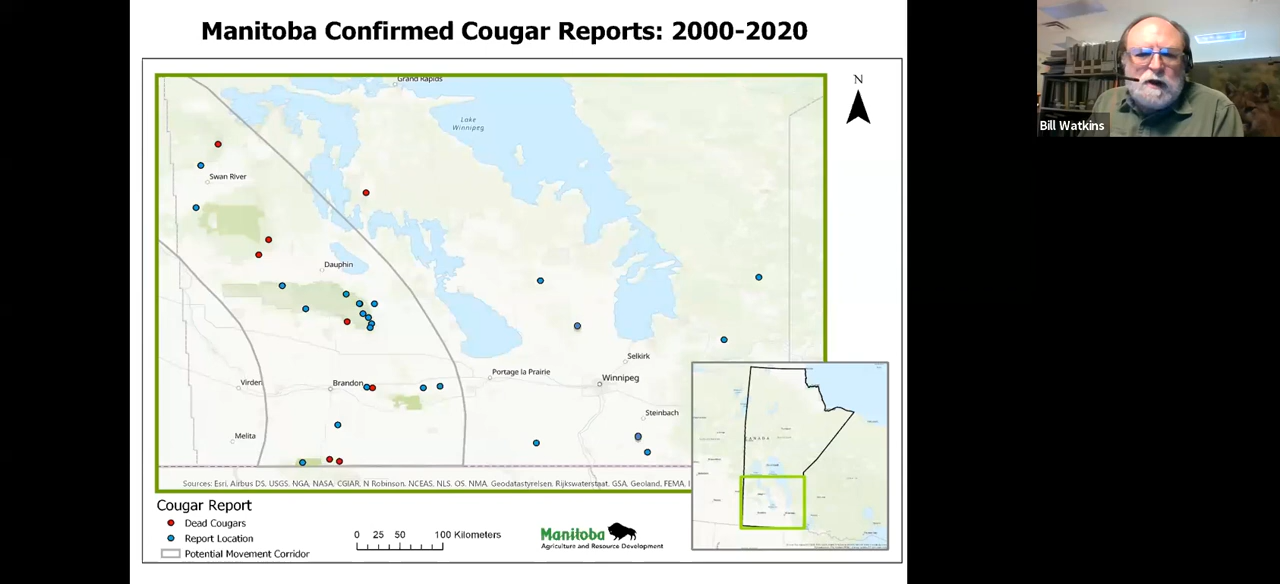 Manitoba Confirmed Cougar Reports: 2000-2020
Bill Watkins
N
Grand Rapids
Lake
Winnipeg
Swan River
Dauphin
Selkirk
Portage la Prairie
Winnipeg
Virden
Brandon
Steinbach
Melita
CANADA
Sources: Esri, Airbus DS, USGS, NGA, NASA, CGIAR, N Robinson, NCEAS, NLS, OS, NMA, Geodatastyrelsen, Rijkswaterstaat, GSA, Geoland, FEMA, I
Cougar Report
Dead Cougars
Report Location
Potential Movement Corridor
0 25 50 100 Kilometers
Manitoba
Agriculture and Resource Development